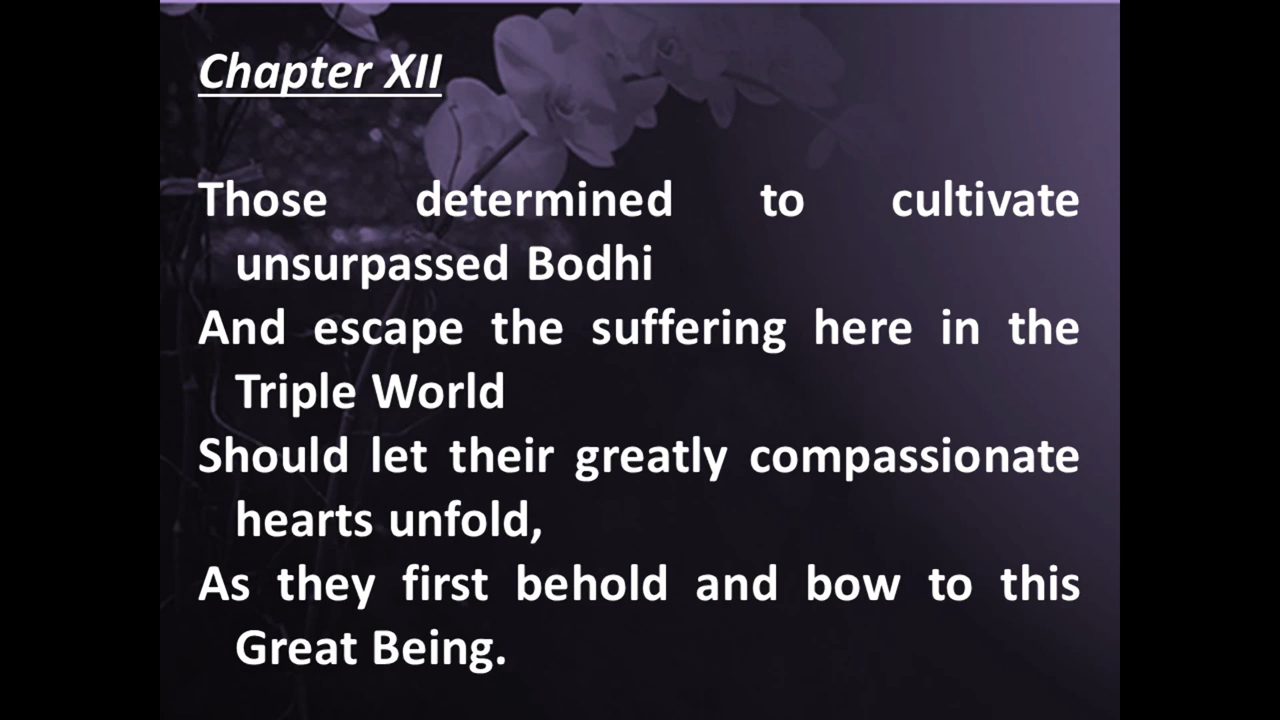 Chapter XII
Those determined to cultivate
unsurpassed Bodhi
And escape the suffering here in the
Triple World
Should let their greatly compassionate
hearts unfold,
As they first behold and bow to this
Great Being.